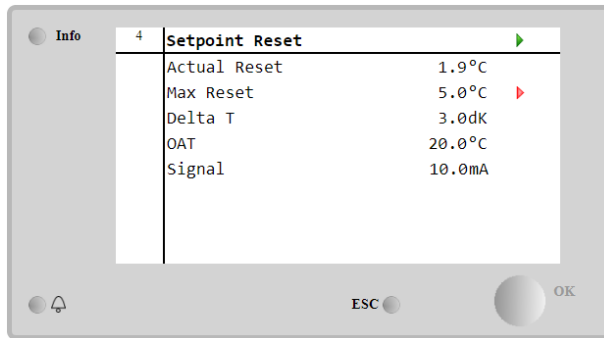 Info
4 Setpoint Reset
Actual Reset 1.9°C
Max Reset 5.0°C
Delta T 3.0dK
OAT 20.0°C
Signal 10.0mA
ESC OK